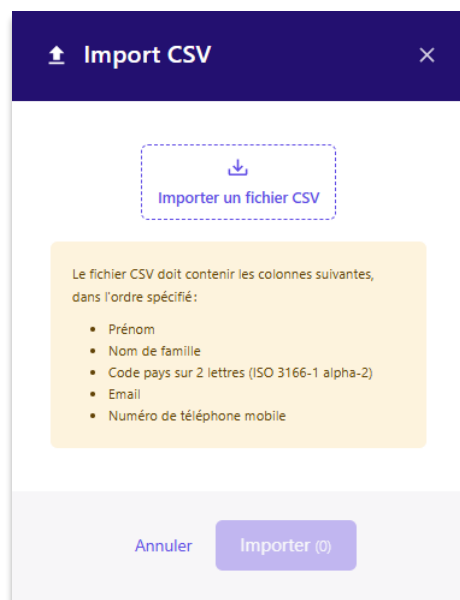 Import CSV
Importer un fichier CSV
Le fichier CSV doit contenir les colonnes suivantes,
dans l'ordre spécifié:
• Prénom
• Nom de famille
• Code pays sur 2 lettres (ISO 3166-1 alpha-2)
• Email
• Numéro de téléphone mobile
Annuler
Importer (0)